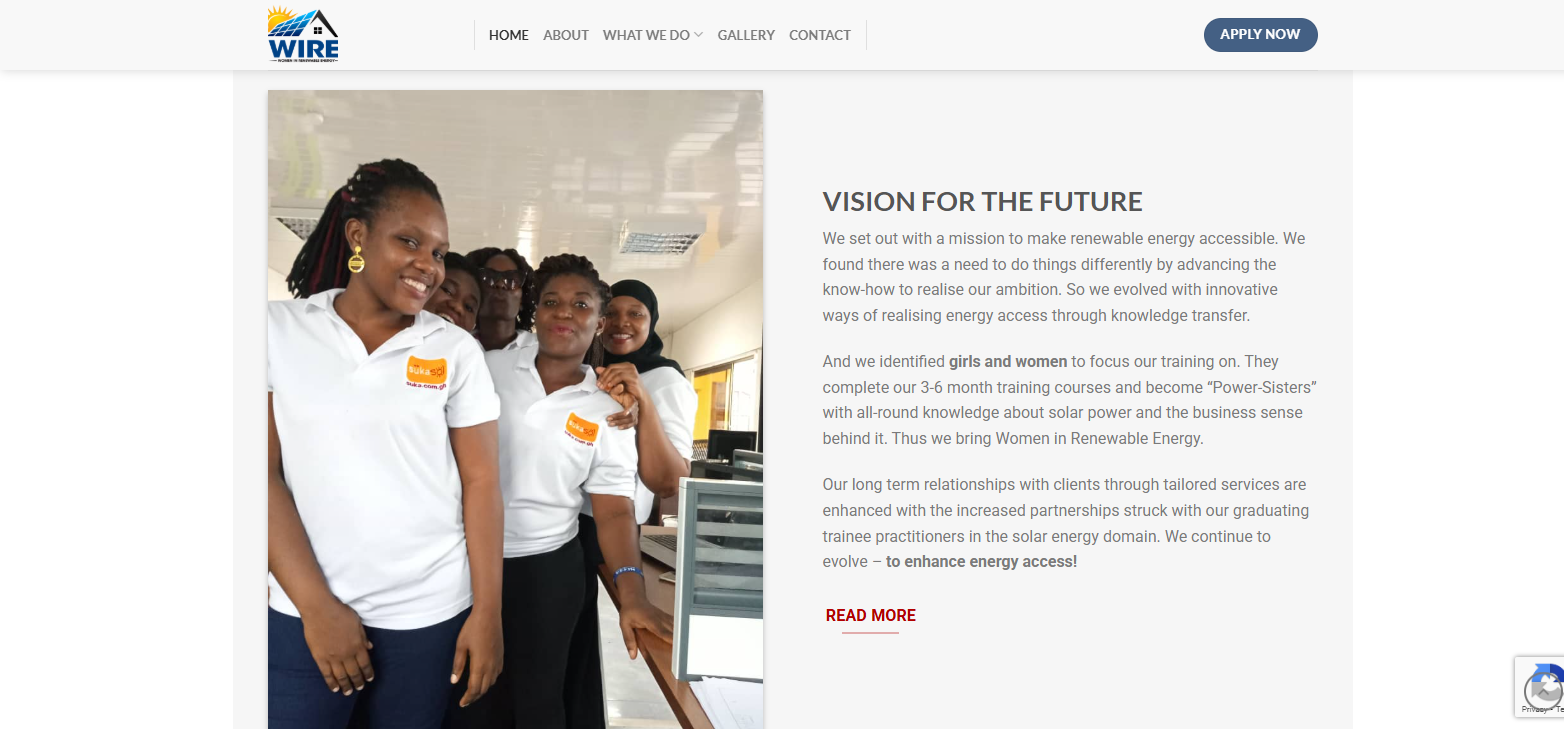 WIRE
WOMEN IN RENEWABLE ENERGY
HOME
ABOUT
WHAT WE DO
GALLERY
CONTACT
APPLY NOW
sükasol
suka.com.gh
sükasol
suka.com.gh
VISION FOR THE FUTURE
We set out with a mission to make renewable energy accessible. We
found there was a need to do things differently by advancing the
know-how to realise our ambition. So we evolved with innovative
ways of realising energy access through knowledge transfer.
And we identified girls and women to focus our training on. They
complete our 3-6 month training courses and become “Power-Sisters”
with all-round knowledge about solar power and the business sense
behind it. Thus we bring Women in Renewable Energy.
Our long term relationships with clients through tailored services are
enhanced with the increased partnerships struck with our graduating
trainee practitioners in the solar energy domain. We continue to
evolve – to enhance energy access!
READ MORE
Privacy - Te